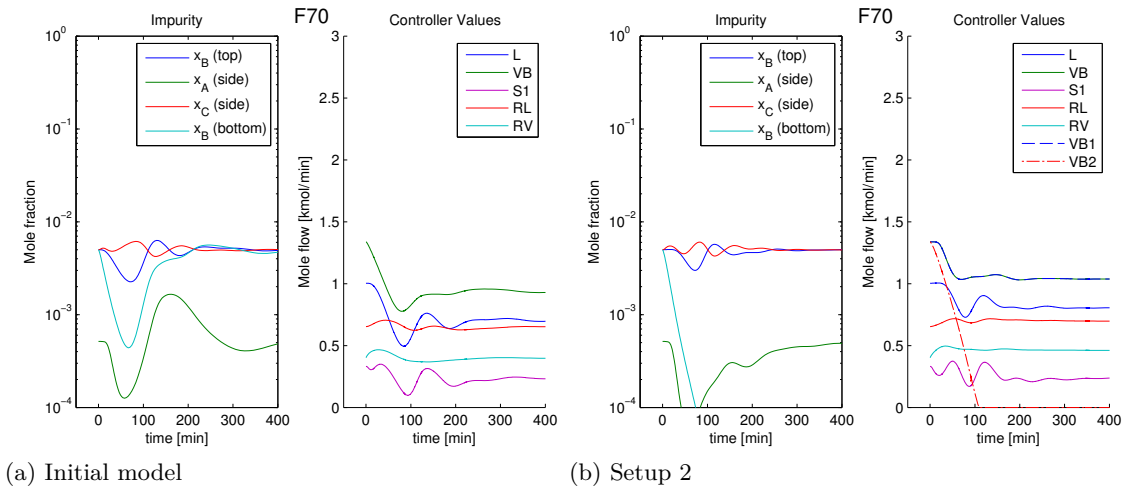 F70
Impurity
Mole fraction
10^0
10^-1
10^-2
10^-3
10^-4
0 100 200 300 400
time [min]
x_B (top)
x_A (side)
x_C (side)
x_B (bottom)
Controller Values
Mole flow [kmol/min]
3
2.5
2
1.5
1
0.5
0
0 100 200 300 400
time [min]
L
VB
S1
RL
RV
(a) Initial model
F70
Impurity
Mole fraction
10^0
10^-1
10^-2
10^-3
10^-4
0 100 200 300 400
time [min]
x_B (top)
x_A (side)
x_C (side)
x_B (bottom)
Controller Values
Mole flow [kmol/min]
3
2.5
2
1.5
1
0.5
0
0 100 200 300 400
time [min]
L
VB
S1
RL
RV
VB1
VB2
(b) Setup 2